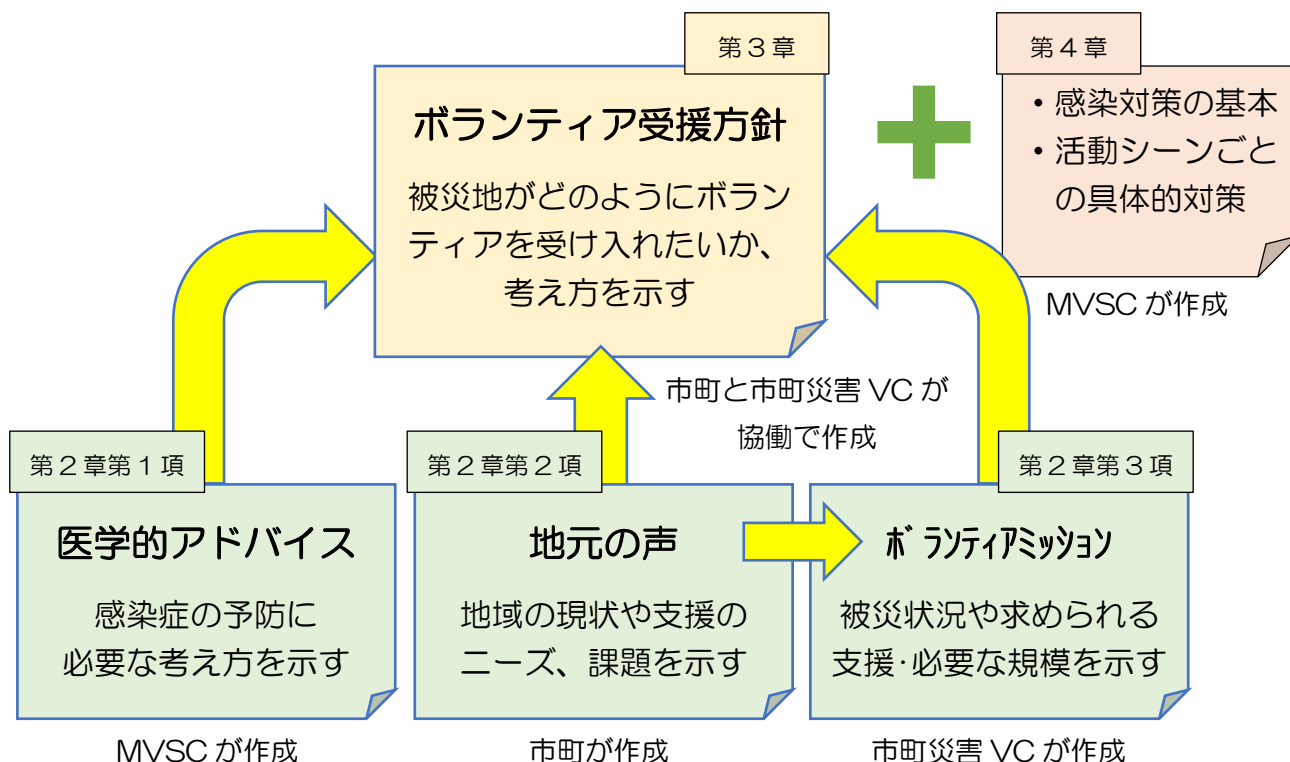 第３章
ボランティア受援方針
被災地がどのようにボラン
ティアを受け入れたいか、
考え方を示す
第４章
・感染対策の基本
・活動シーンごと
の具体的対策
MVSC が作成
市町と市町災害 VC が
協働で作成
第２章第１項
医学的アドバイス
感染症の予防に
必要な考え方を示す
MVSC が作成
第２章第２項
地元の声
地域の現状や支援の
ニーズ、課題を示す
市町が作成
第２章第３項
ﾎﾞﾗﾝﾃｨｱﾐｯｼｮﾝ
被災状況や求められる
支援･必要な規模を示す
市町災害 VC が作成